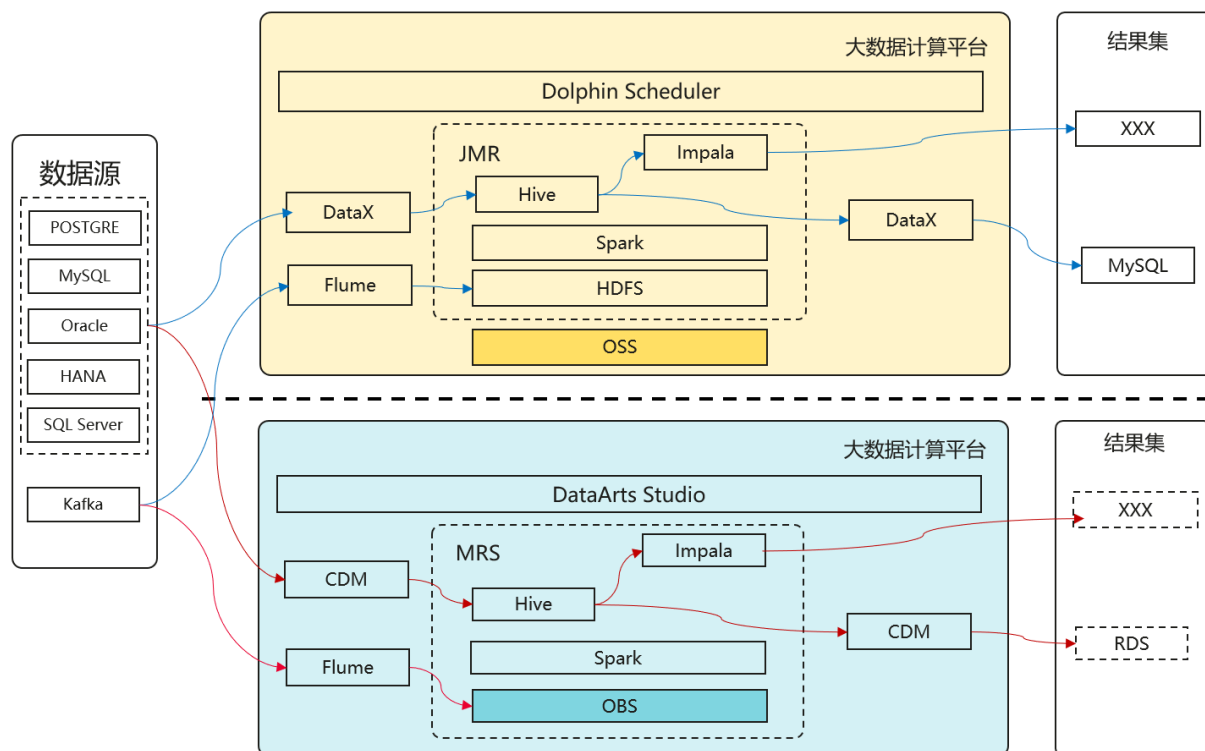 数据源
POSTGRE
MySQL
Oracle
HANA
SQL Server
Kafka
大数据计算平台
Dolphin Scheduler
JMR
Impala
Hive
DataX
Spark
Flume
HDFS
OSS
DataX
结果集
XXX
MySQL
大数据计算平台
DataArts Studio
MRS
Impala
CDM
Hive
Spark
Flume
OBS
CDM
结果集
XXX
RDS